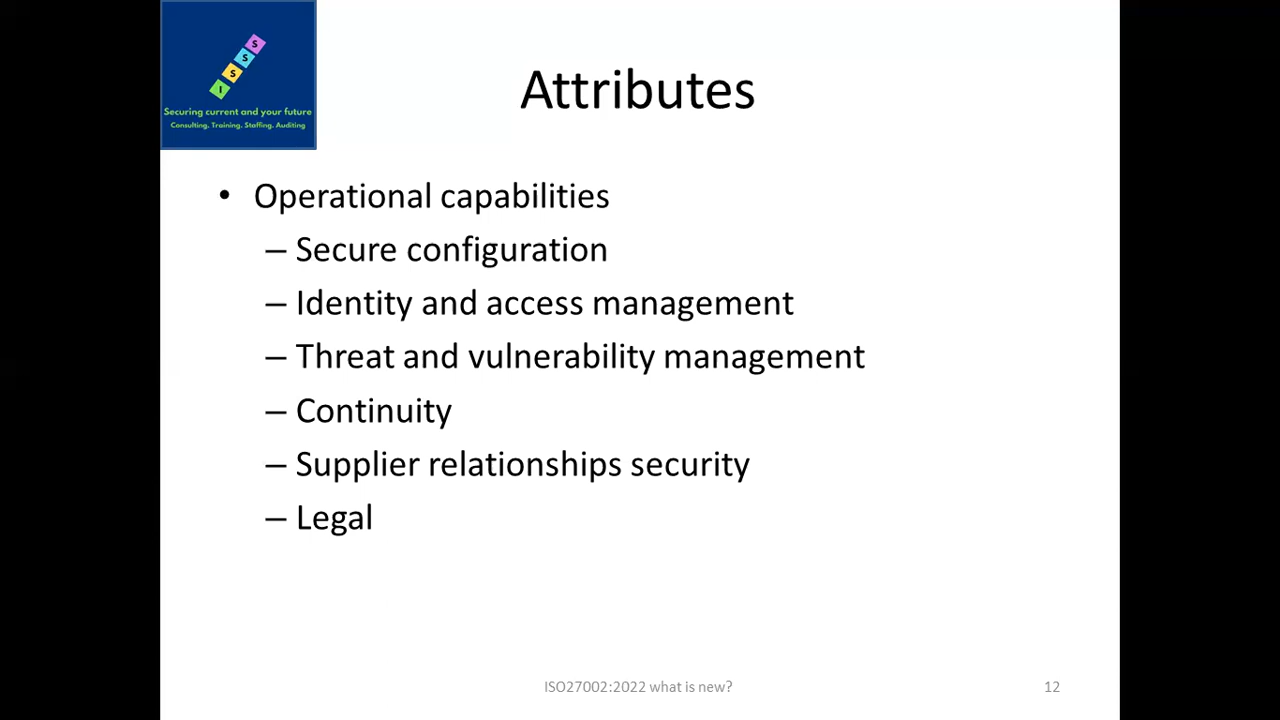 S
S
S
I
Securing current and your future
Consulting. Training. Staffing. Auditing
Attributes
• Operational capabilities
– Secure configuration
– Identity and access management
– Threat and vulnerability management
– Continuity
– Supplier relationships security
– Legal
ISO27002:2022 what is new?
12